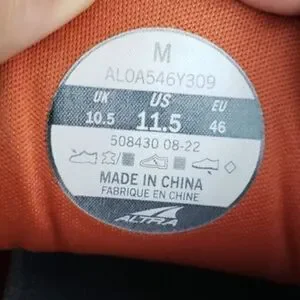 M
AL0A546Y309
UK US EU
10.5 11.5 46
508430 08-22
MADE IN CHINA
FABRIQUE EN CHINE
ALTRA